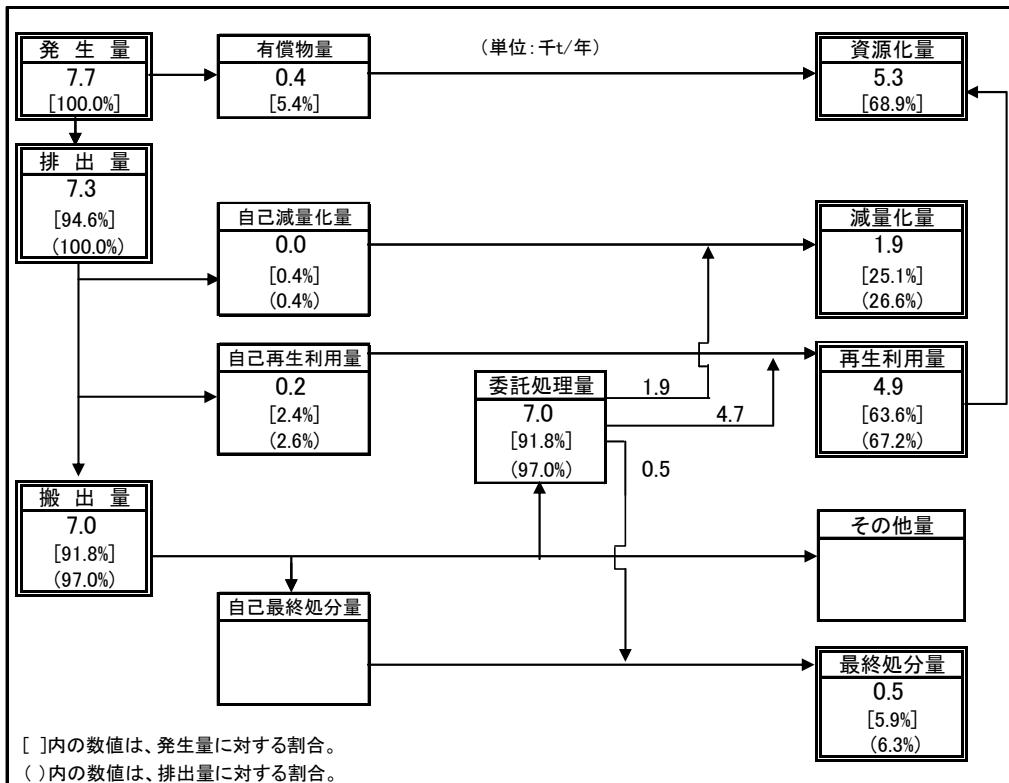 発 生 量
7.7
[100.0%]
有償物量
0.4
[5.4%]
(単位：千t/年)
資源化量
5.3
[68.9%]
排 出 量
7.3
[94.6%]
(100.0%)
自己減量化量
0.0
[0.4%]
(0.4%)
減量化量
1.9
[25.1%]
(26.6%)
自己再生利用量
0.2
[2.4%]
(2.6%)
委託処理量
7.0
[91.8%]
(97.0%)
1.9
4.7
0.5
再生利用量
4.9
[63.6%]
(67.2%)
搬 出 量
7.0
[91.8%]
(97.0%)
その他量
自己最終処分量
最終処分量
0.5
[5.9%]
(6.3%)
[ ]内の数値は、発生量に対する割合。
( )内の数値は、排出量に対する割合。